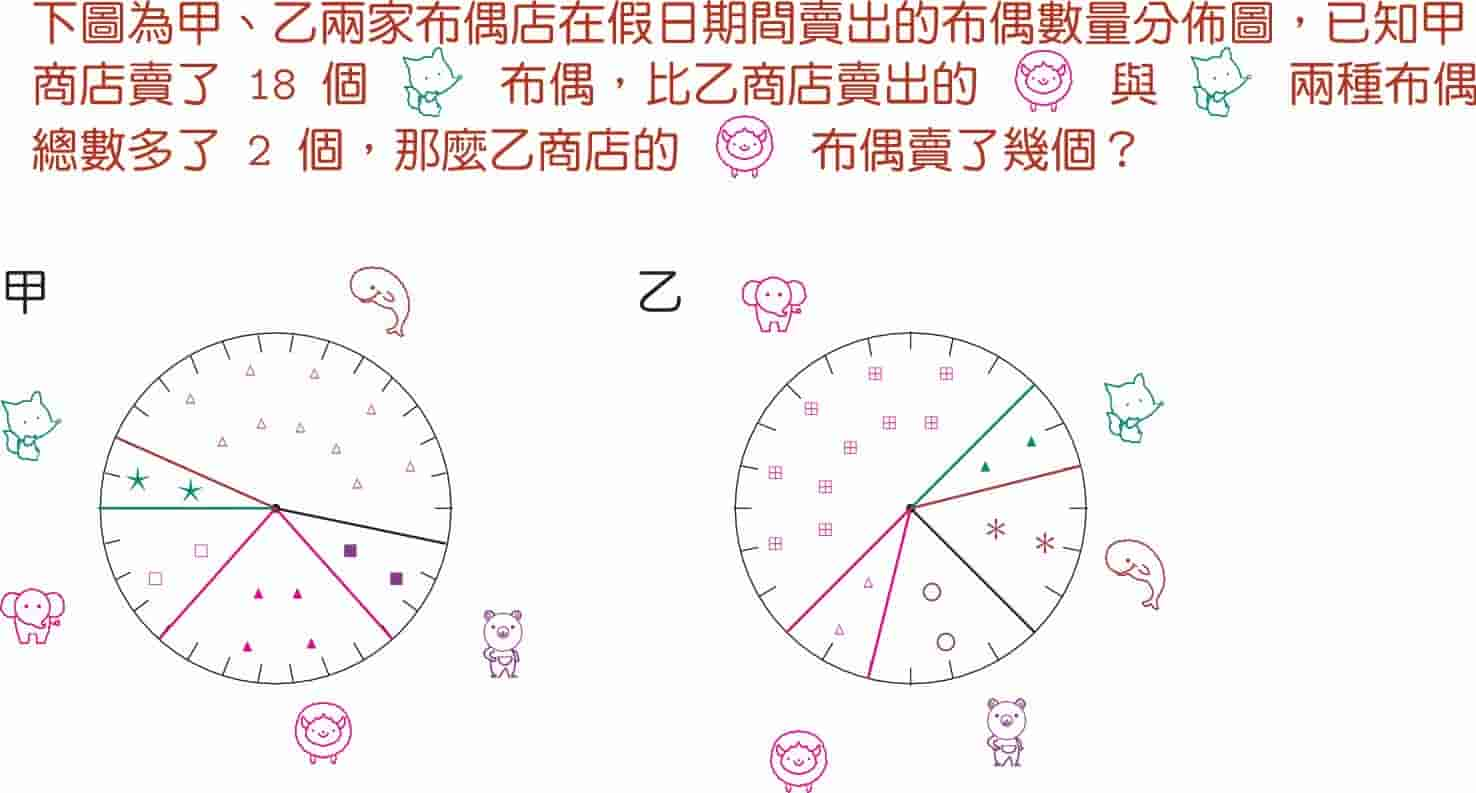 下圖為甲、乙兩家布偶店在假日期間賣出的布偶數量分佈圖，已知甲
商店賣了 18 個 布偶，比乙商店賣出的 與 兩種布偶
總數多了 2 個，那麼乙商店的 布偶賣了幾個？
甲
乙